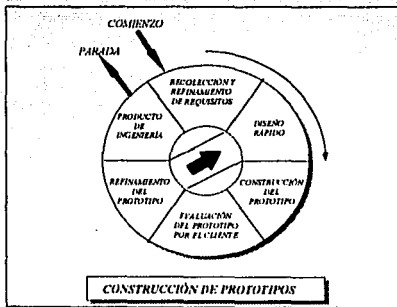 COMIENZO
PARADA
RECOLECCIÓN Y
REFINAMIENTO
DE REQUISITOS
PRODUCTO
DE
INGENIERÍA
DISEÑO
RÁPIDO
REFINAMIENTO
DEL
PROTOTIPO
CONSTRUCCIÓN
DEL
PROTOTIPO
EVALUACIÓN
DEL PROTOTIPO
POR EL CLIENTE
CONSTRUCCIÓN DE PROTOTIPOS